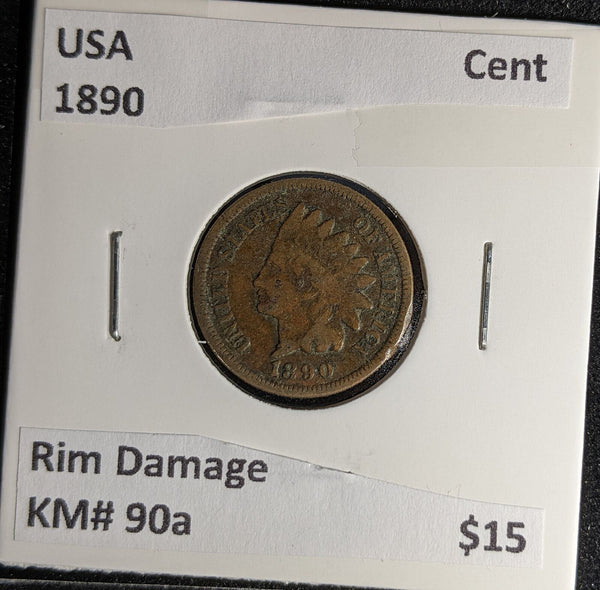 USA Cent
1890
UNITED STATES OF AMERICA
1890
Rim Damage
KM# 90a $15